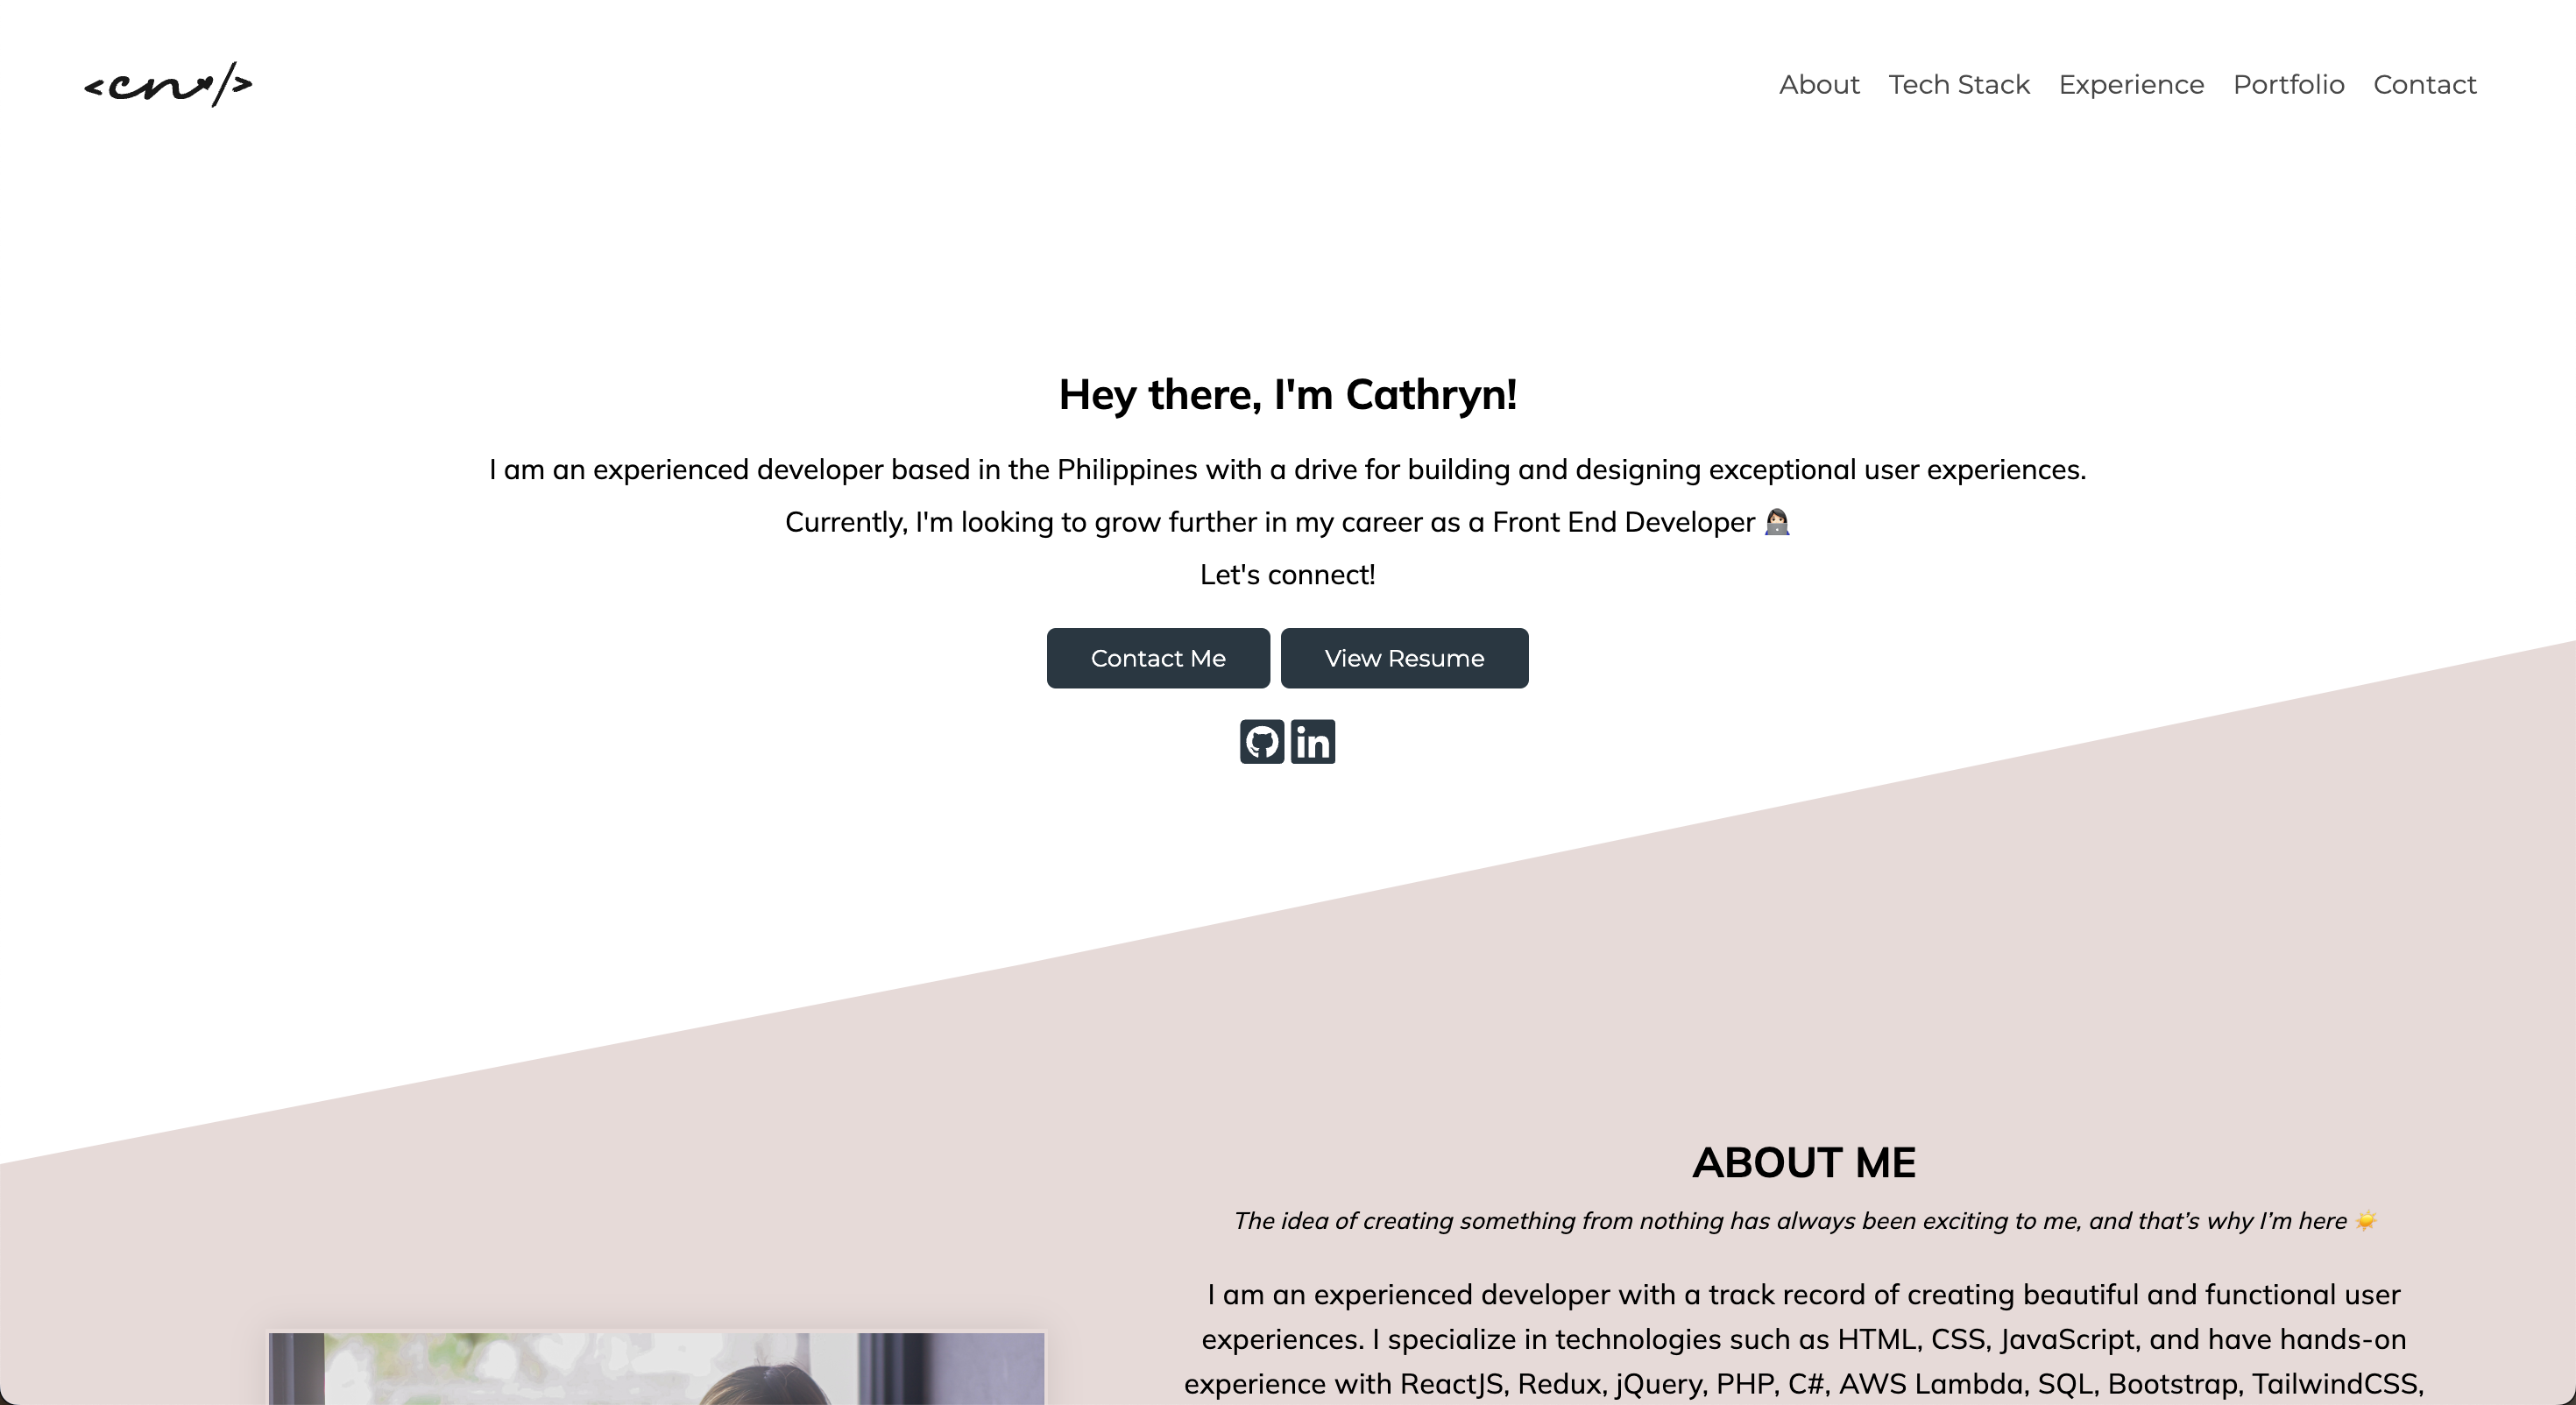 <cn/>
About Tech Stack Experience Portfolio Contact
Hey there, I'm Cathryn!
I am an experienced developer based in the Philippines with a drive for building and designing exceptional user experiences.
Currently, I'm looking to grow further in my career as a Front End Developer 👩🏻‍💻
Let's connect!
Contact Me View Resume
in
ABOUT ME
The idea of creating something from nothing has always been exciting to me, and that’s why I’m here ☀️
I am an experienced developer with a track record of creating beautiful and functional user
experiences. I specialize in technologies such as HTML, CSS, JavaScript, and have hands-on
experience with ReactJS, Redux, jQuery, PHP, C#, AWS Lambda, SQL, Bootstrap, TailwindCSS,